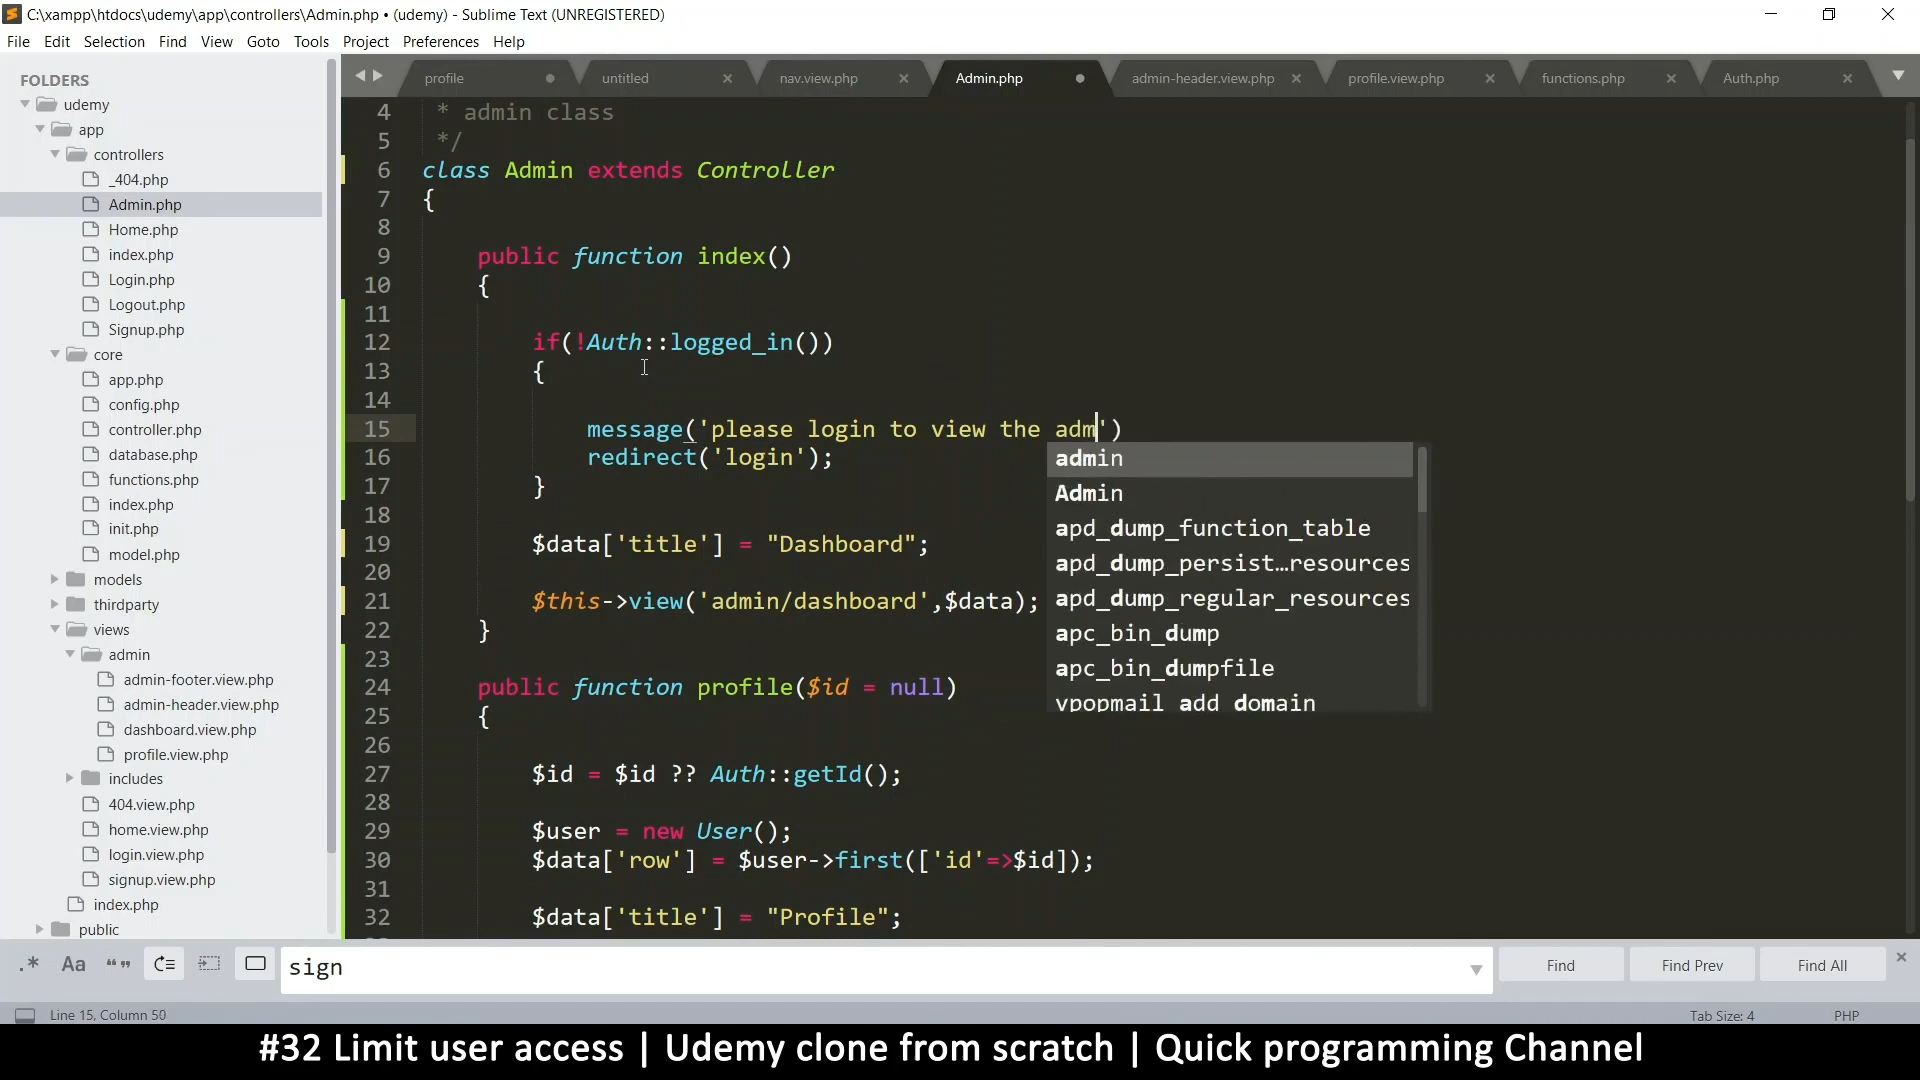 C:\xampp\htdocs\udemy\app\controllers\Admin.php • (udemy) - Sublime Text (UNREGISTERED)
File Edit Selection Find View Goto Tools Project Preferences Help
FOLDERS
udemy
app
controllers
_404.php
Admin.php
Home.php
index.php
Login.php
Logout.php
Signup.php
core
app.php
config.php
controller.php
database.php
functions.php
index.php
init.php
model.php
models
thirdparty
views
admin
admin-footer.view.php
admin-header.view.php
dashboard.view.php
profile.view.php
includes
404.view.php
home.view.php
login.view.php
signup.view.php
index.php
public
profile untitled nav.view.php Admin.php admin-header.view.php profile.view.php functions.php Auth.php
4 * admin class
5 */
6 class Admin extends Controller
7 {
8
9 public function index()
10 {
11
12 if(!Auth::logged_in())
13 {
14
15 message('please login to view the adm')
16 redirect('login');
17 }
18
19 $data['title'] = "Dashboard";
20
21 $this->view('admin/dashboard',$data);
22 }
23
24 public function profile($id = null)
25 {
26
27 $id = $id ?? Auth::getId();
28
29 $user = new User();
30 $data['row'] = $user->first(['id'=>$id]);
31
32 $data['title'] = "Profile";
admin
Admin
apd_dump_function_table
apd_dump_persist…resources
apd_dump_regular_resources
apc_bin_dump
apc_bin_dumpfile
vpopmail_add_domain
.* Aa “” sign Find Find Prev Find All
Line 15, Column 50 Tab Size: 4 PHP
#32 Limit user access | Udemy clone from scratch | Quick programming Channel